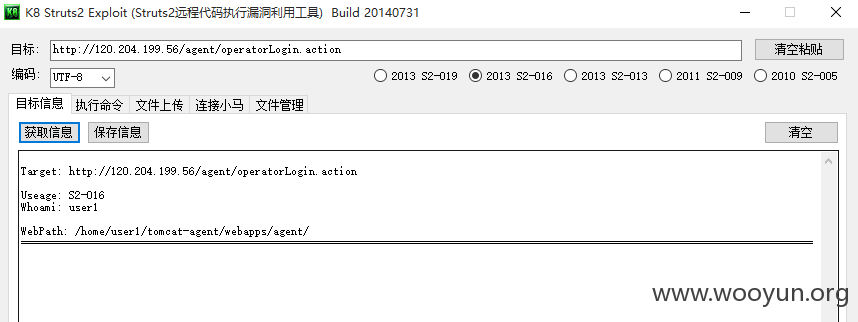 K8 Struts2 Exploit (Struts2远程代码执行漏洞利用工具) Build 20140731
目标: http://120.204.199.56/agent/operatorLogin.action 清空粘贴
编码: UTF-8 2013 S2-019 2013 S2-016 2013 S2-013 2011 S2-009 2010 S2-005
目标信息 执行命令 文件上传 连接小马 文件管理
获取信息 保存信息 清空
Target: http://120.204.199.56/agent/operatorLogin.action
Useage: S2-016
Whoami: user1
WebPath: /home/user1/tomcat-agent/webapps/agent/
www.wooyun.org